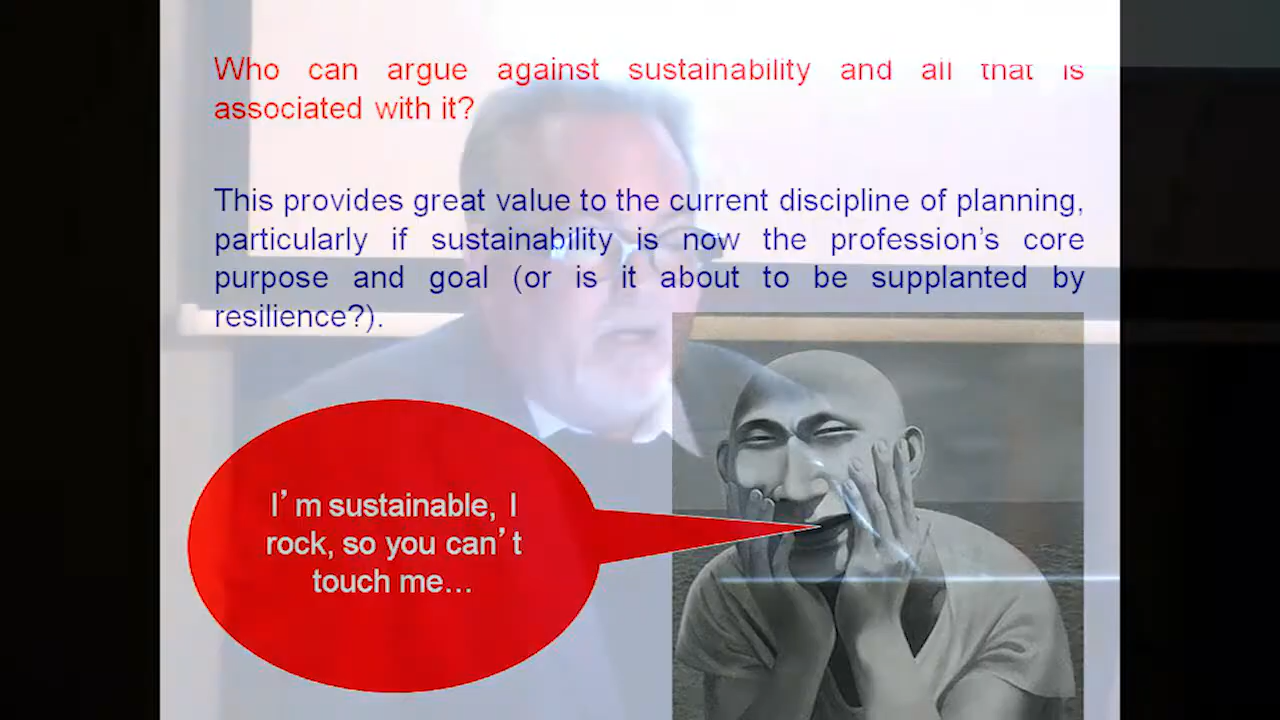 Who can argue against sustainability and all that is
associated with it?
This provides great value to the current discipline of planning,
particularly if sustainability is now the profession's core
purpose and goal (or is it about to be supplanted by
resilience?).
I'm sustainable, I
rock, so you can't
touch me…